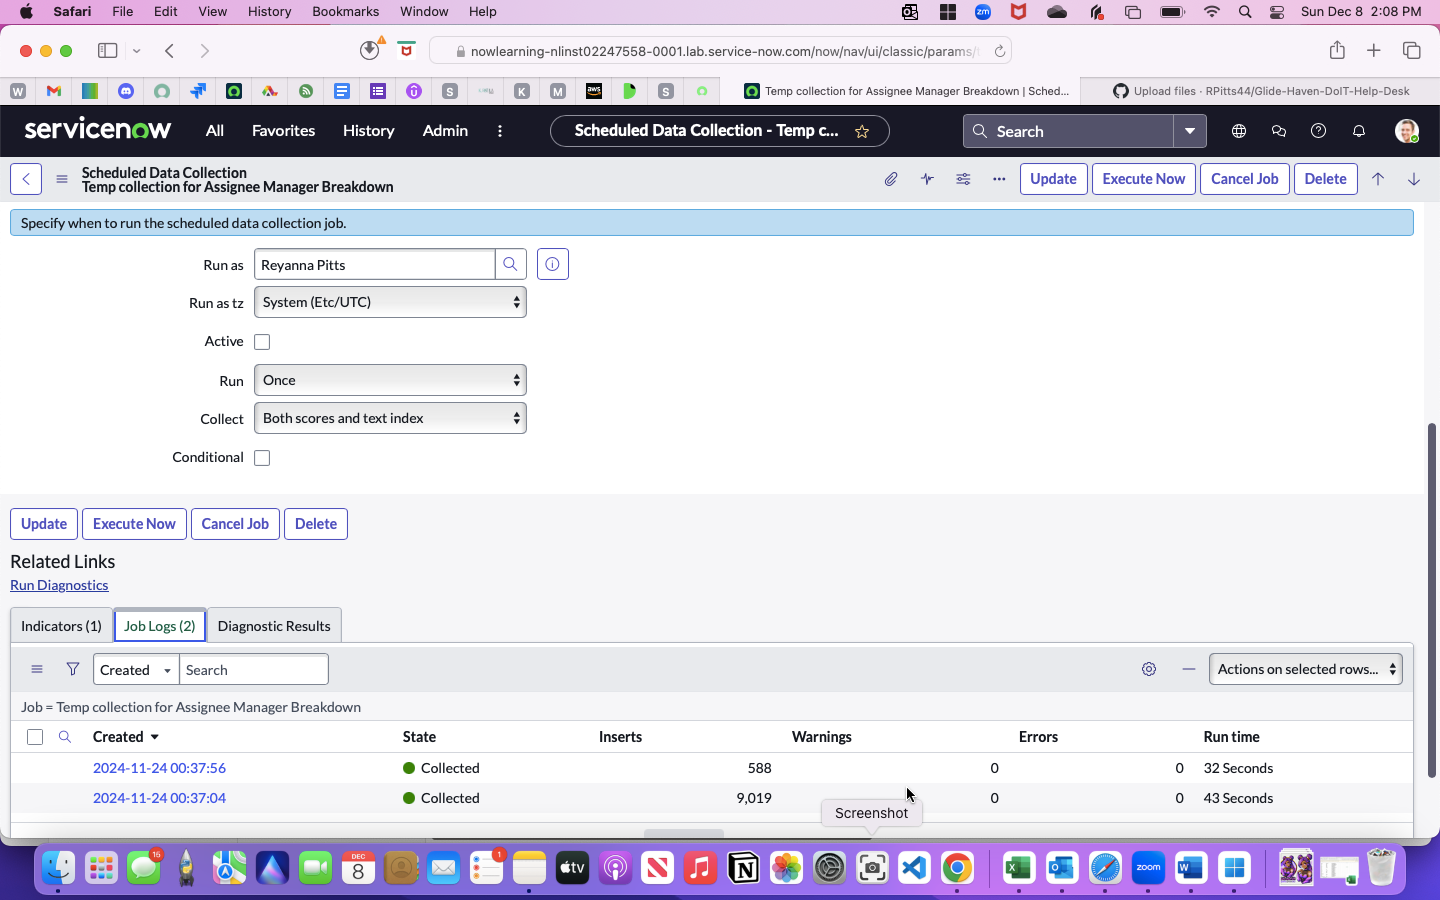 Safari File Edit View History Bookmarks Window Help zm Sun Dec 8 2:08 PM
nowlearning-nlinst02247558-0001.lab.service-now.com/now/nav/ui/classic/params/
W S K M aws S Temp collection for Assignee Manager Breakdown | Sched... Upload files · RPitts44/Glide-Haven-DoIT-Help-Desk
servicenow All Favorites History Admin Scheduled Data Collection - Temp c... Search
Scheduled Data Collection
Temp collection for Assignee Manager Breakdown
Update Execute Now Cancel Job Delete
Specify when to run the scheduled data collection job.
Run as Reyanna Pitts
Run as tz System (Etc/UTC)
Active
Run Once
Collect Both scores and text index
Conditional
Update Execute Now Cancel Job Delete
Related Links
Run Diagnostics
Indicators (1) Job Logs (2) Diagnostic Results
Created Search Actions on selected rows...
Job = Temp collection for Assignee Manager Breakdown
Created State Inserts Warnings Errors Run time
2024-11-24 00:37:56 Collected 588 0 0 32 Seconds
2024-11-24 00:37:04 Collected 9,019 0 0 43 Seconds
Screenshot
15 DEC 8 1 tv zoom